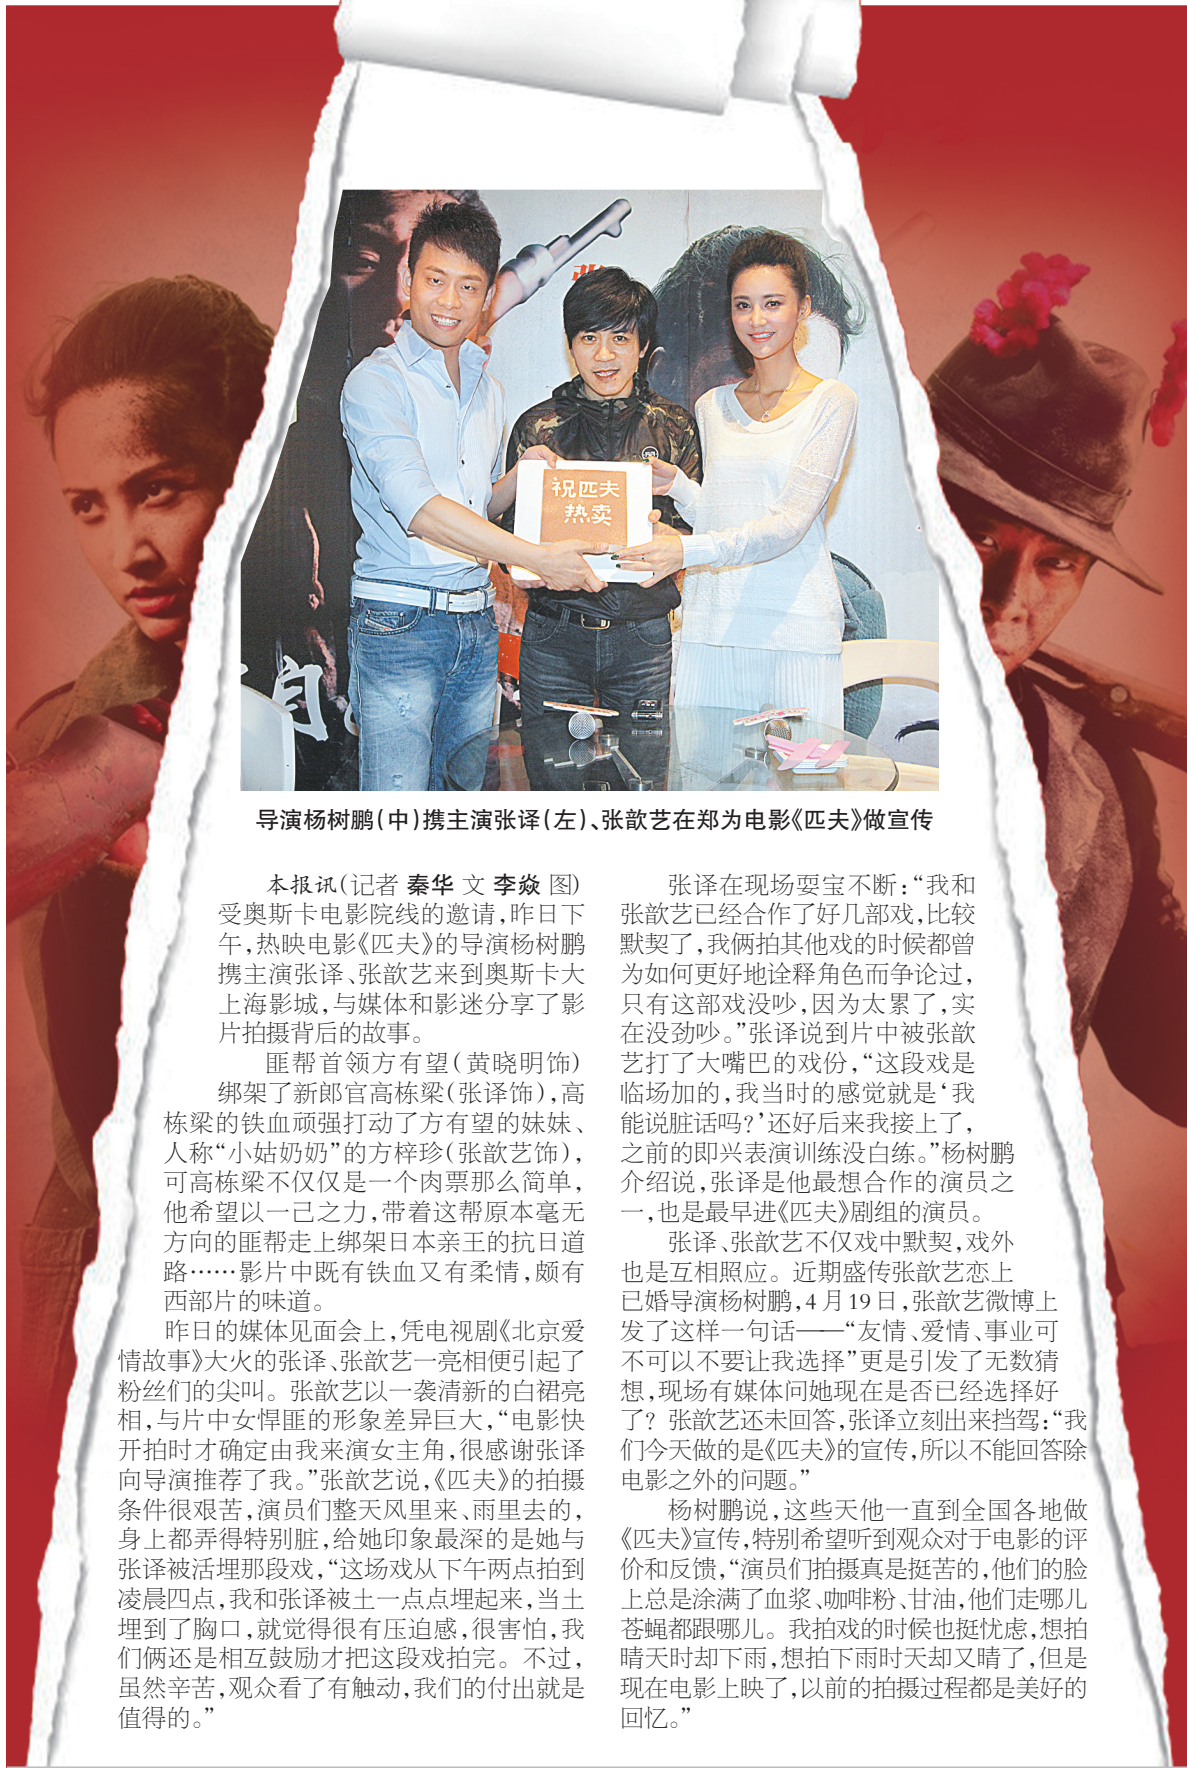 祝匹夫
热卖
导演杨树鹏(中)携主演张译(左)、张歆艺在郑为电影《匹夫》做宣传
本报讯(记者 秦华 文 李焱 图)
受奥斯卡电影院线的邀请,昨日下
午,热映电影《匹夫》的导演杨树鹏
携主演张译、张歆艺来到奥斯卡大
上海影城,与媒体和影迷分享了影
片拍摄背后的故事。
匪帮首领方有望(黄晓明饰)
绑架了新郎官高栋梁(张译饰),高
栋梁的铁血顽强打动了方有望的妹妹、
人称“小姑奶奶”的方梓珍(张歆艺饰),
可高栋梁不仅仅是一个肉票那么简单,
他希望以一己之力,带着这帮原本毫无
方向的匪帮走上绑架日本亲王的抗日道
路……影片中既有铁血又有柔情,颇有
西部片的味道。
昨日的媒体见面会上,凭电视剧《北京爱
情故事》大火的张译、张歆艺一亮相便引起了
粉丝们的尖叫。张歆艺以一袭清新的白裙亮
相,与片中女悍匪的形象差异巨大,“电影快
开拍时才确定由我来演女主角,很感谢张译
向导演推荐了我。”张歆艺说,《匹夫》的拍摄
条件很艰苦,演员们整天风里来、雨里去的,
身上都弄得特别脏,给她印象最深的是她与
张译被活埋那段戏,“这场戏从下午两点拍到
凌晨四点,我和张译被土一点点埋起来,当土
埋到了胸口,就觉得很有压迫感,很害怕,我
们俩还是相互鼓励才把这段戏拍完。不过,
虽然辛苦,观众看了有触动,我们的付出就是
值得的。”
张译在现场耍宝不断:“我和
张歆艺已经合作了好几部戏,比较
默契了,我俩拍其他戏的时候都曾
为如何更好地诠释角色而争论过,
只有这部戏没吵,因为太累了,实
在没劲吵。”张译说到片中被张歆
艺打了大嘴巴的戏份,“这段戏是
临场加的,我当时的感觉就是‘我
能说脏话吗?’还好后来我接上了,
之前的即兴表演训练没白练。”杨树鹏
介绍说,张译是他最想合作的演员之
一,也是最早进《匹夫》剧组的演员。
张译、张歆艺不仅戏中默契,戏外
也是互相照应。近期盛传张歆艺恋上
已婚导演杨树鹏,4月19日,张歆艺微博上
发了这样一句话——“友情、爱情、事业可
不可以不要让我选择”更是引发了无数猜
想,现场有媒体问她现在是否已经选择好
了?张歆艺还未回答,张译立刻出来挡驾:“我
们今天做的是《匹夫》的宣传,所以不能回答除
电影之外的问题。”
杨树鹏说,这些天他一直到全国各地做
《匹夫》宣传,特别希望听到观众对于电影的评
价和反馈,“演员们拍摄真是挺苦的,他们的脸
上总是涂满了血浆、咖啡粉、甘油,他们走哪儿
苍蝇都跟哪儿。我拍戏的时候也挺忧虑,想拍
晴天时却下雨,想拍下雨时天却又晴了,但是
现在电影上映了,以前的拍摄过程都是美好的
回忆。”